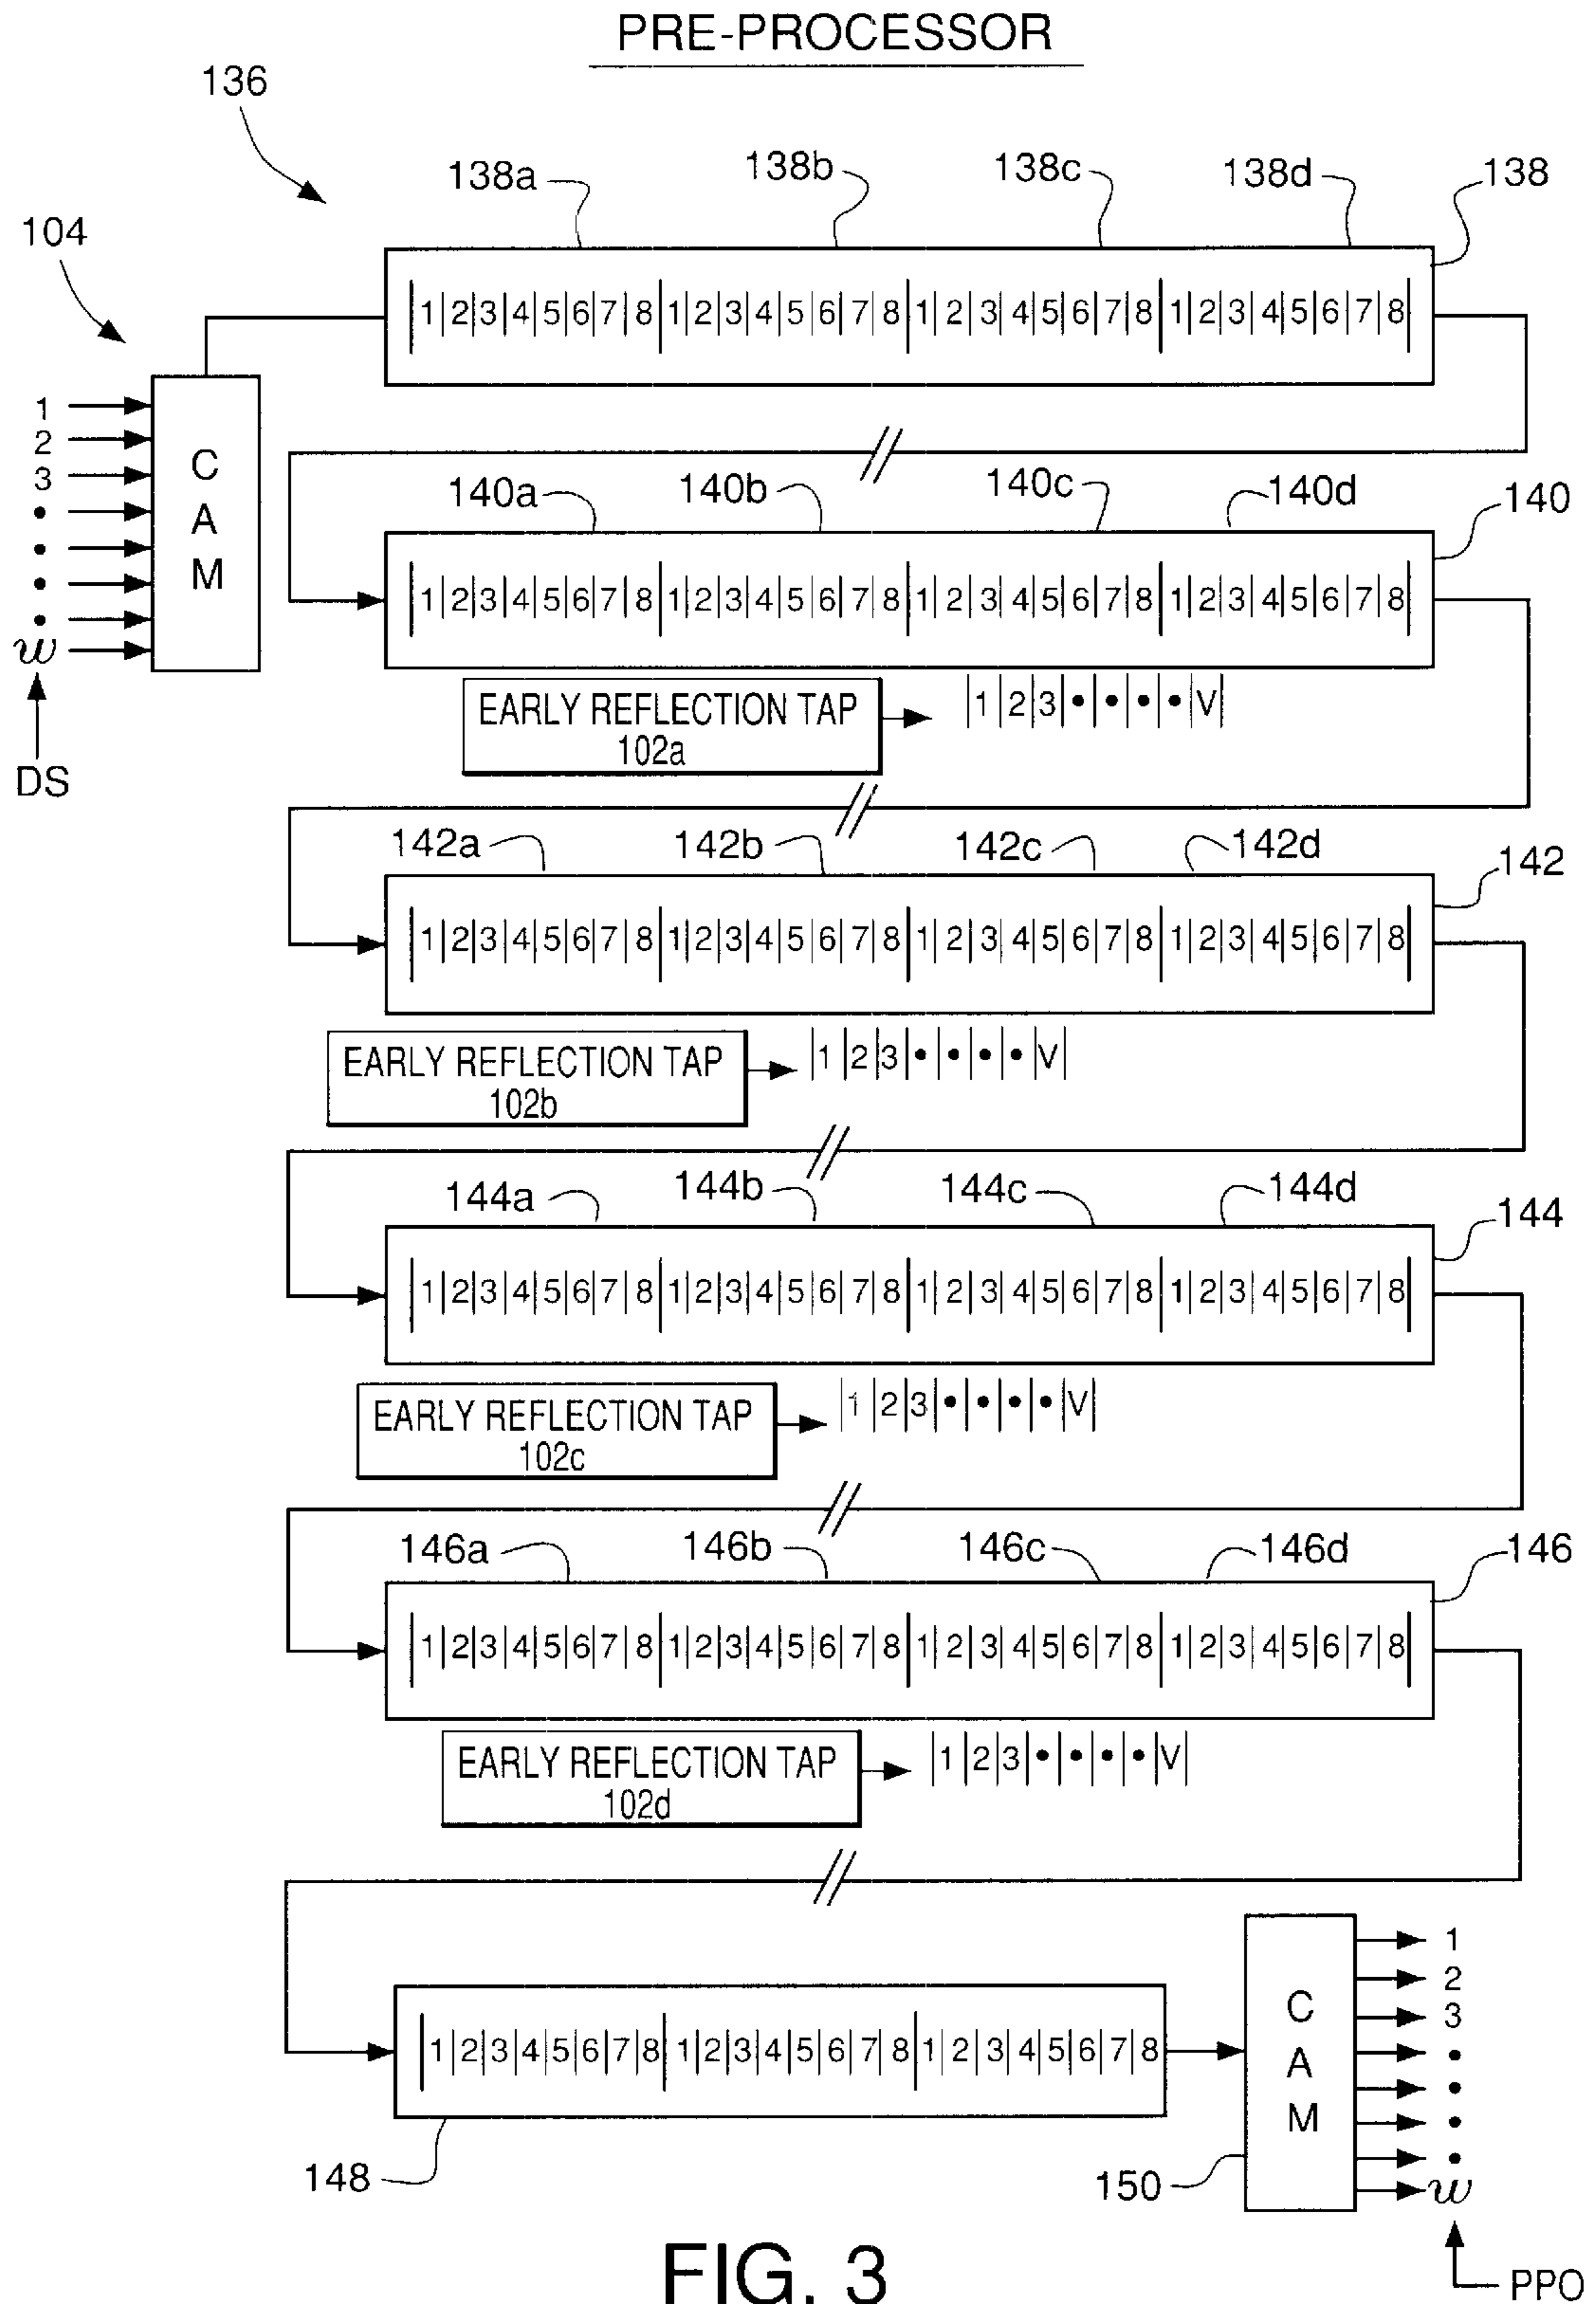 PRE-PROCESSOR
136
138a 138b 138c 138d 138
104
|1|2|3|4|5|6|7|8|1|2|3|4|5|6|7|8|1|2|3|4|5|6|7|8|1|2|3|4|5|6|7|8|
1
2
3
•
•
•
•
w
DS
C
A
M
140a 140b 140c 140d 140
|1|2|3|4|5|6|7|8|1|2|3|4|5|6|7|8|1|2|3|4|5|6|7|8|1|2|3|4|5|6|7|8|
EARLY REFLECTION TAP
102a
|1|2|3|•|•|•|•|V|
142a 142b 142c 142d 142
|1|2|3|4|5|6|7|8|1|2|3|4|5|6|7|8|1|2|3|4|5|6|7|8|1|2|3|4|5|6|7|8|
EARLY REFLECTION TAP
102b
|1|2|3|•|•|•|•|V|
144a 144b 144c 144d 144
|1|2|3|4|5|6|7|8|1|2|3|4|5|6|7|8|1|2|3|4|5|6|7|8|1|2|3|4|5|6|7|8|
EARLY REFLECTION TAP
102c
|1|2|3|•|•|•|•|V|
146a 146b 146c 146d 146
|1|2|3|4|5|6|7|8|1|2|3|4|5|6|7|8|1|2|3|4|5|6|7|8|1|2|3|4|5|6|7|8|
EARLY REFLECTION TAP
102d
|1|2|3|•|•|•|•|V|
|1|2|3|4|5|6|7|8|1|2|3|4|5|6|7|8|1|2|3|4|5|6|7|8
148
C
A
M
150
1
2
3
•
•
•
•
w
PPO
FIG. 3